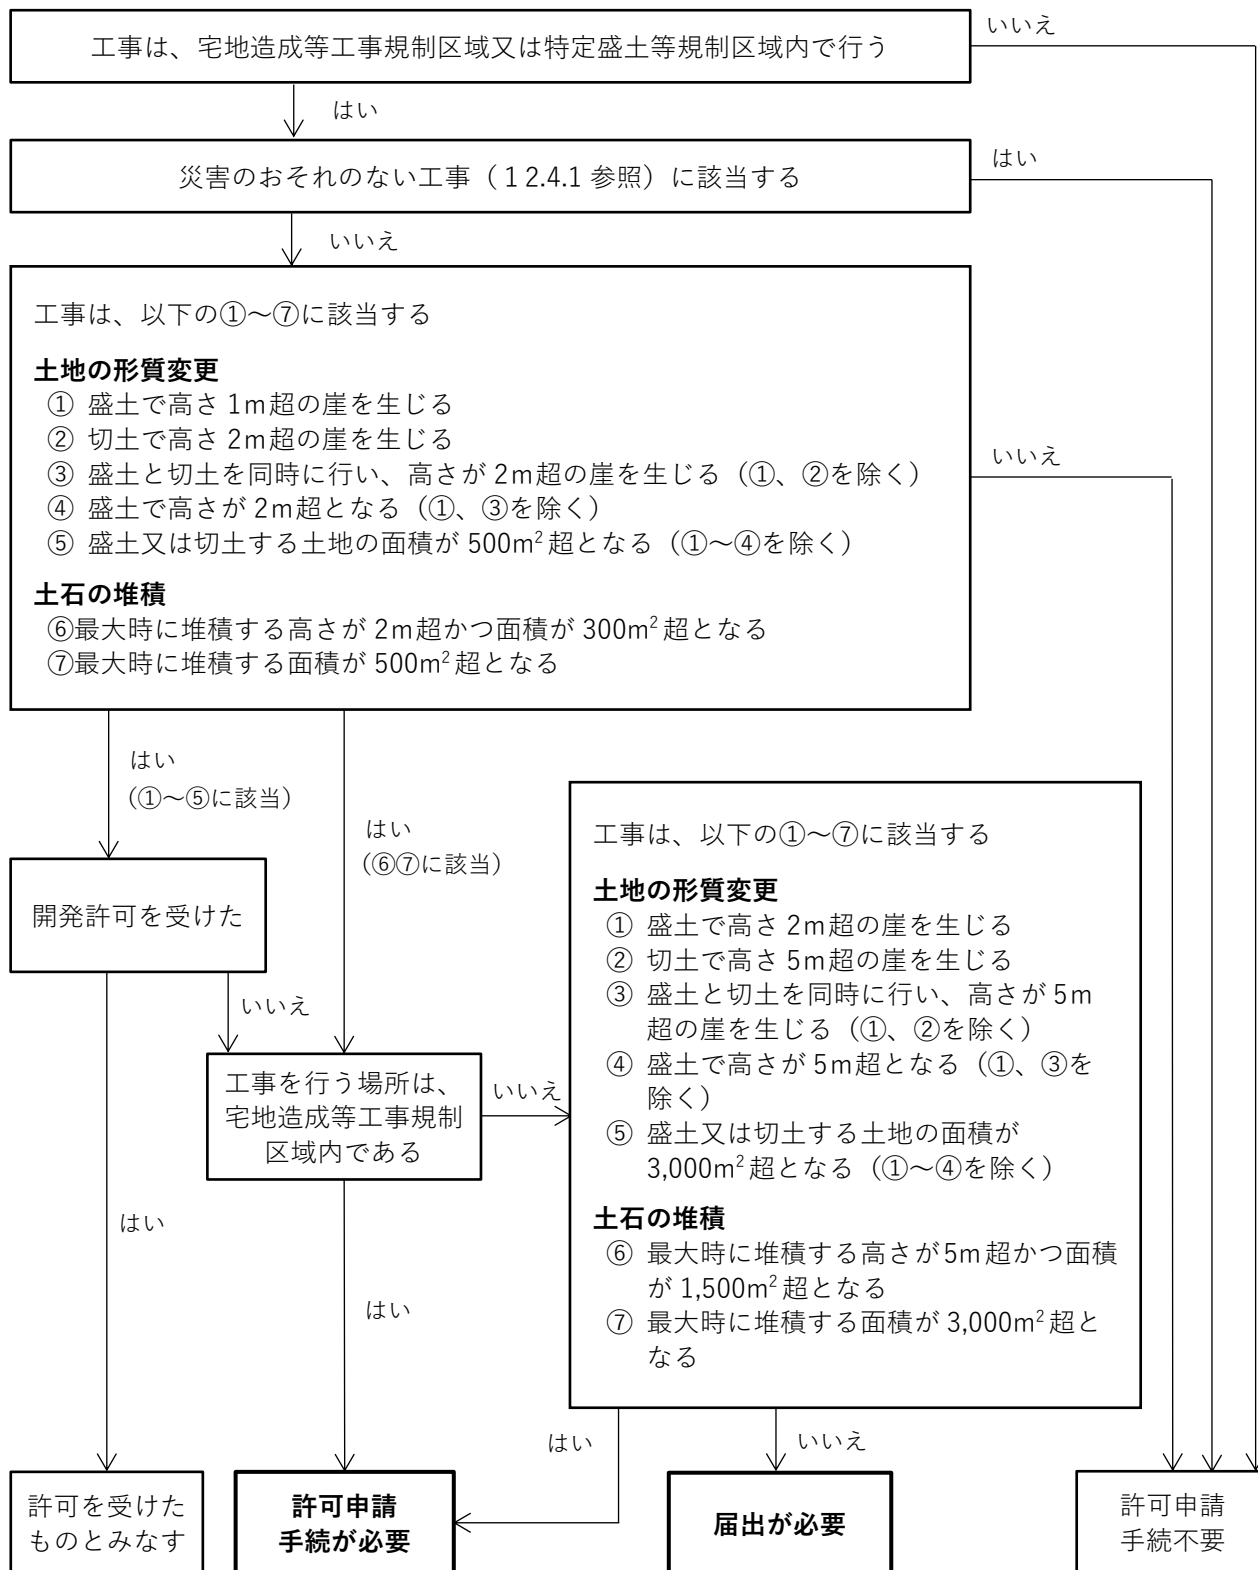 工事は、宅地造成等工事規制区域又は特定盛土等規制区域内で行う
いいえ
はい
災害のおそれのない工事（１2.4.1 参照）に該当する
はい
いいえ
工事は、以下の①～⑦に該当する
土地の形質変更
① 盛土で高さ 1ｍ超の崖を生じる
② 切土で高さ 2ｍ超の崖を生じる
③ 盛土と切土を同時に行い、高さが 2ｍ超の崖を生じる（①、②を除く）
④ 盛土で高さが 2ｍ超となる（①、③を除く）
⑤ 盛土又は切土する土地の面積が 500m²超となる（①～④を除く）
土石の堆積
⑥最大時に堆積する高さが 2ｍ超かつ面積が 300m²超となる
⑦最大時に堆積する面積が 500m²超となる
いいえ
はい
（①～⑤に該当）
はい
（⑥⑦に該当）
開発許可を受けた
いいえ
はい
工事を行う場所は、
宅地造成等工事規制
区域内である
いいえ
はい
工事は、以下の①～⑦に該当する
土地の形質変更
① 盛土で高さ 2ｍ超の崖を生じる
② 切土で高さ 5ｍ超の崖を生じる
③ 盛土と切土を同時に行い、高さが 5ｍ
超の崖を生じる（①、②を除く）
④ 盛土で高さが 5ｍ超となる（①、③を
除く）
⑤ 盛土又は切土する土地の面積が
3,000m²超となる（①～④を除く）
土石の堆積
⑥ 最大時に堆積する高さが5ｍ超かつ面積
が 1,500m²超となる
⑦ 最大時に堆積する面積が 3,000m²超と
なる
はい
いいえ
許可を受けた
ものとみなす
許可申請
手続が必要
届出が必要
許可申請
手続不要